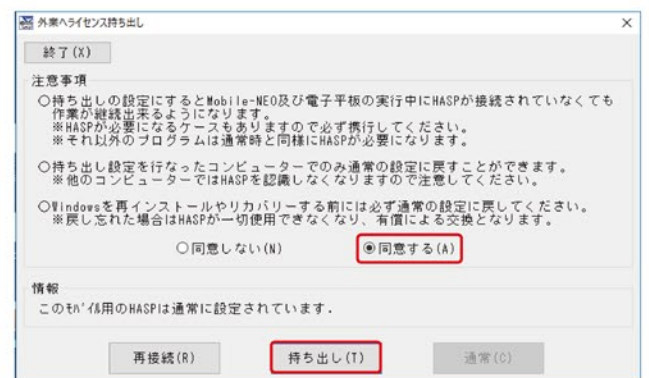 外業へライセンス持ち出し
終了(X)
注意事項
○持ち出しの設定にするとMobile-NEO及び電子平板の実行中にHASPが接続されていなくても
作業が継続出来るようになります。
※HASPが必要になるケースもありますので必ず携行してください。
※それ以外のプログラムは通常時と同様にHASPが必要になります。
○持ち出し設定を行なったコンピューターでのみ通常の設定に戻すことができます。
※他のコンピューターではHASPを認識しなくなりますので注意してください。
○Windowsを再インストールやリカバリーする前には必ず通常の設定に戻してください。
※戻し忘れた場合はHASPが一切使用できなくなり、有償による交換となります。
同意しない(N) 同意する(A)
情報
このモバイル用のHASPは通常に設定されています.
再接続(R) 持ち出し(T) 通常(C)